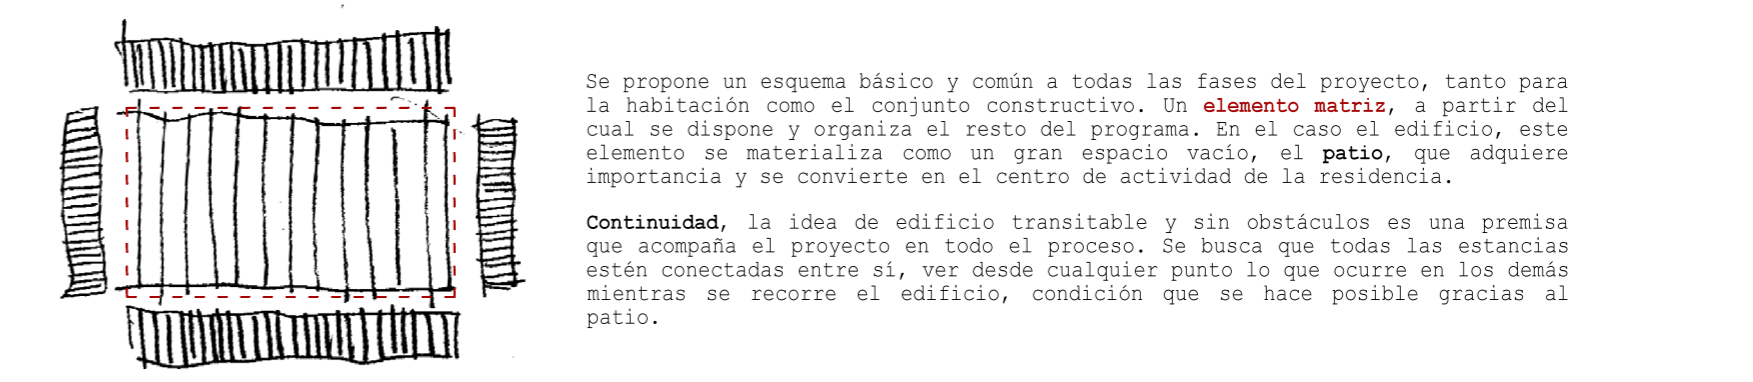 Se propone un esquema básico y común a todas las fases del proyecto, tanto para
la habitación como el conjunto constructivo. Un elemento matriz, a partir del
cual se dispone y organiza el resto del programa. En el caso el edificio, este
elemento se materializa como un gran espacio vacío, el patio, que adquiere
importancia y se convierte en el centro de actividad de la residencia.
Continuidad, la idea de edificio transitable y sin obstáculos es una premisa
que acompaña el proyecto en todo el proceso. Se busca que todas las estancias
estén conectadas entre sí, ver desde cualquier punto lo que ocurre en los demás
mientras se recorre el edificio, condición que se hace posible gracias al
patio.